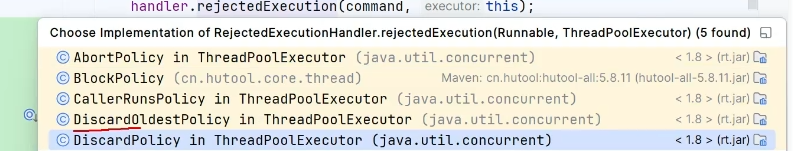 handler.rejectedExecution(command, executor: this);
Choose Implementation of RejectedExecutionHandler.rejectedExecution(Runnable, ThreadPoolExecutor) (5 found)
AbortPolicy in ThreadPoolExecutor (java.util.concurrent) < 1.8 > (rt.jar)
BlockPolicy (cn.hutool.core.thread) Maven: cn.hutool:hutool-all:5.8.11 (hutool-all-5.8.11.jar)
CallerRunsPolicy in ThreadPoolExecutor (java.util.concurrent) < 1.8 > (rt.jar)
DiscardOldestPolicy in ThreadPoolExecutor (java.util.concurrent) < 1.8 > (rt.jar)
DiscardPolicy in ThreadPoolExecutor (java.util.concurrent) < 1.8 > (rt.jar)